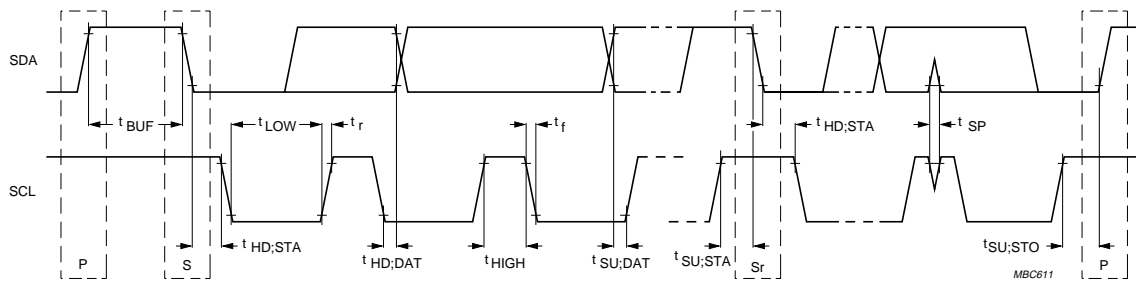 SDA
t BUF
t LOW
t r
t f
t HD;STA
t SP
SCL
t HD;STA
t HD;DAT
t HIGH
t SU;DAT
t SU;STA
t SU;STO
P
S
Sr
P
MBC611